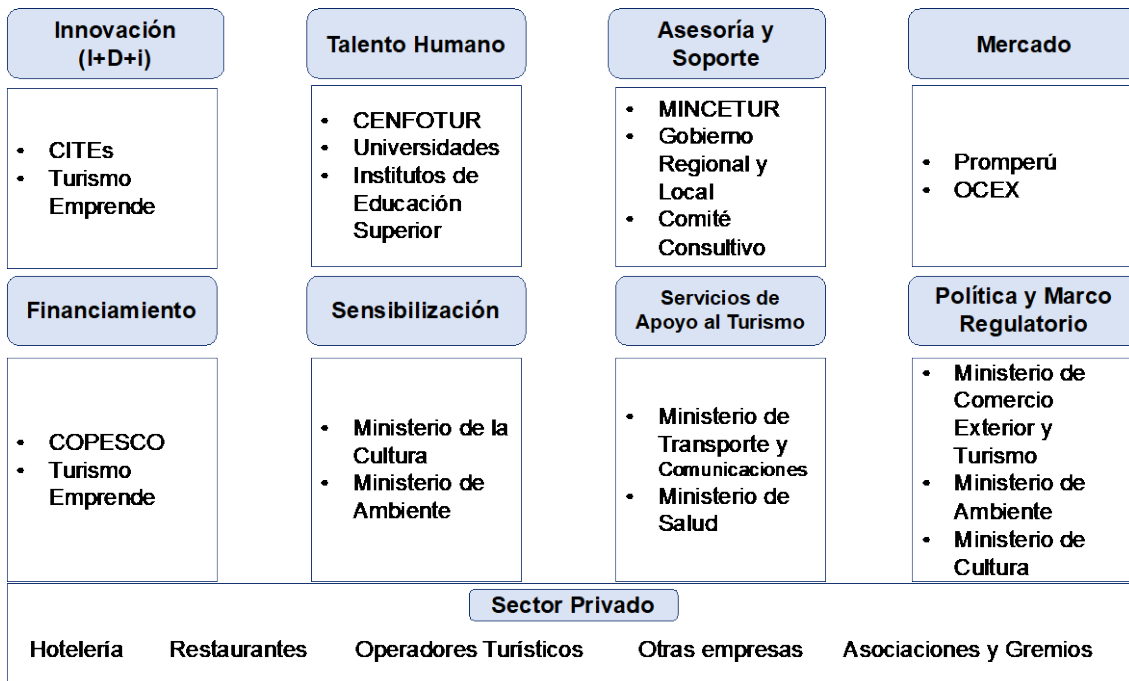 Innovación
(I+D+i)
Talento Humano
Asesoría y
Soporte
Mercado
• CITEs
• Turismo
Emprende
• CENFOTUR
• Universidades
• Institutos de
Educación
Superior
• MINCETUR
• Gobierno
Regional y
Local
• Comité
Consultivo
• Promperú
• OCEX
Financiamiento
Sensibilización
Servicios de
Apoyo al Turismo
Política y Marco
Regulatorio
• COPESCO
• Turismo
Emprende
• Ministerio de la
Cultura
• Ministerio de
Ambiente
• Ministerio de
Transporte y
Comunicaciones
• Ministerio de
Salud
• Ministerio de
Comercio
Exterior y
Turismo
• Ministerio de
Ambiente
• Ministerio de
Cultura
Sector Privado
Hotelería Restaurantes Operadores Turísticos Otras empresas Asociaciones y Gremios